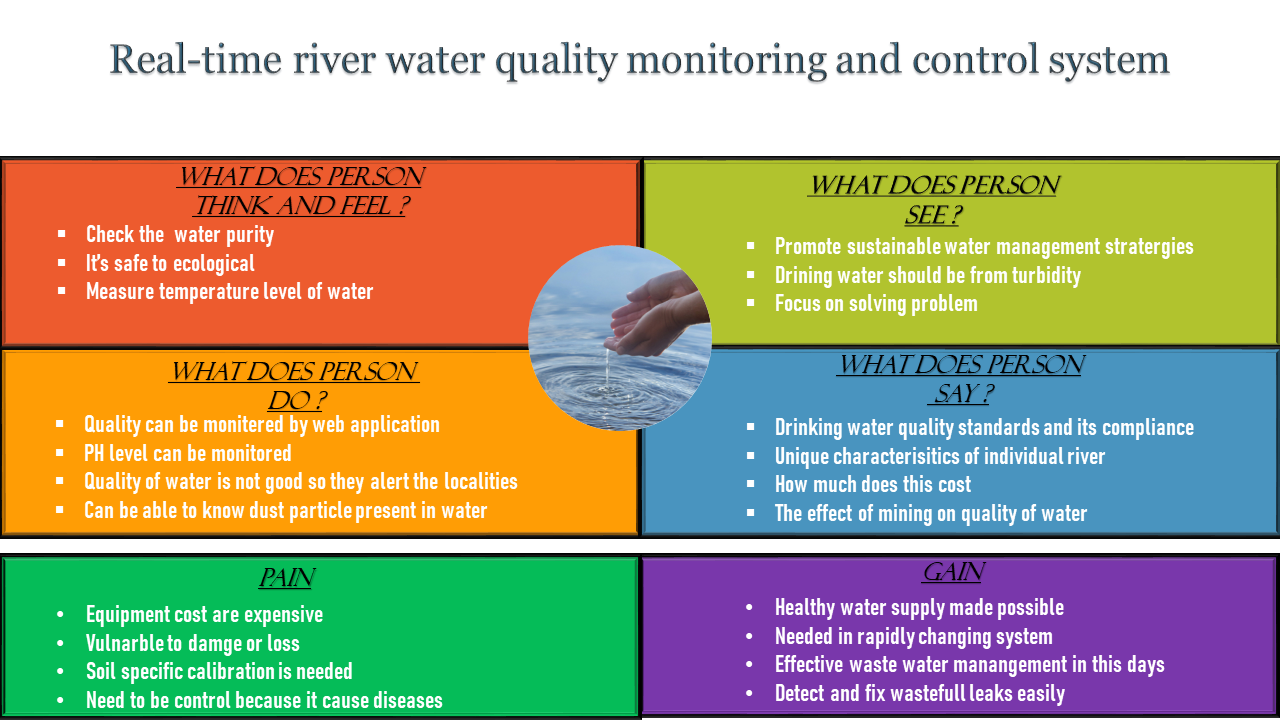 Real-time river water quality monitoring and control system
WHAT DOES PERSON
THINK AND FEEL ?
Check the water purity
It's safe to ecological
Measure temperature level of water
WHAT DOES PERSON
SEE ?
Promote sustainable water management stratergies
Drining water should be from turbidity
Focus on solving problem
WHAT DOES PERSON
DO ?
Quality can be monitered by web application
PH level can be monitored
Quality of water is not good so they alert the localities
Can be able to know dust particle present in water
WHAT DOES PERSON
SAY ?
Drinking water quality standards and its compliance
Unique characterisitics of individual river
How much does this cost
The effect of mining on quality of water
PAIN
Equipment cost are expensive
Vulnarble to damge or loss
Soil specific calibration is needed
Need to be control because it cause diseases
GAIN
Healthy water supply made possible
Needed in rapidly changing system
Effective waste water manangement in this days
Detect and fix wastefull leaks easily